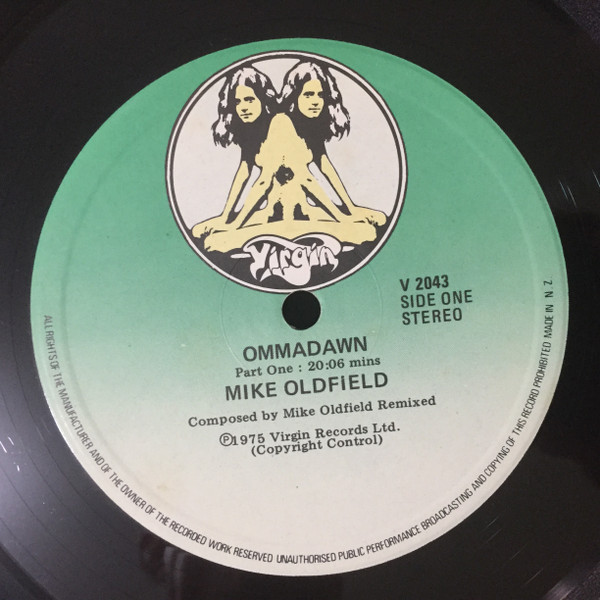 Virgin
V 2043
SIDE ONE
STEREO
OMMADAWN
Part One : 20:06 mins
MIKE OLDFIELD
Composed by Mike Oldfield Remixed
Ⓟ1975 Virgin Records Ltd.
(Copyright Control)
ALL RIGHTS OF THE MANUFACTURER AND OF THE OWNER OF THE RECORDED WORK RESERVED UNAUTHORISED PUBLIC PERFORMANCE BROADCASTING AND COPYING OF THIS RECORD PROHIBITED MADE IN N. Z.